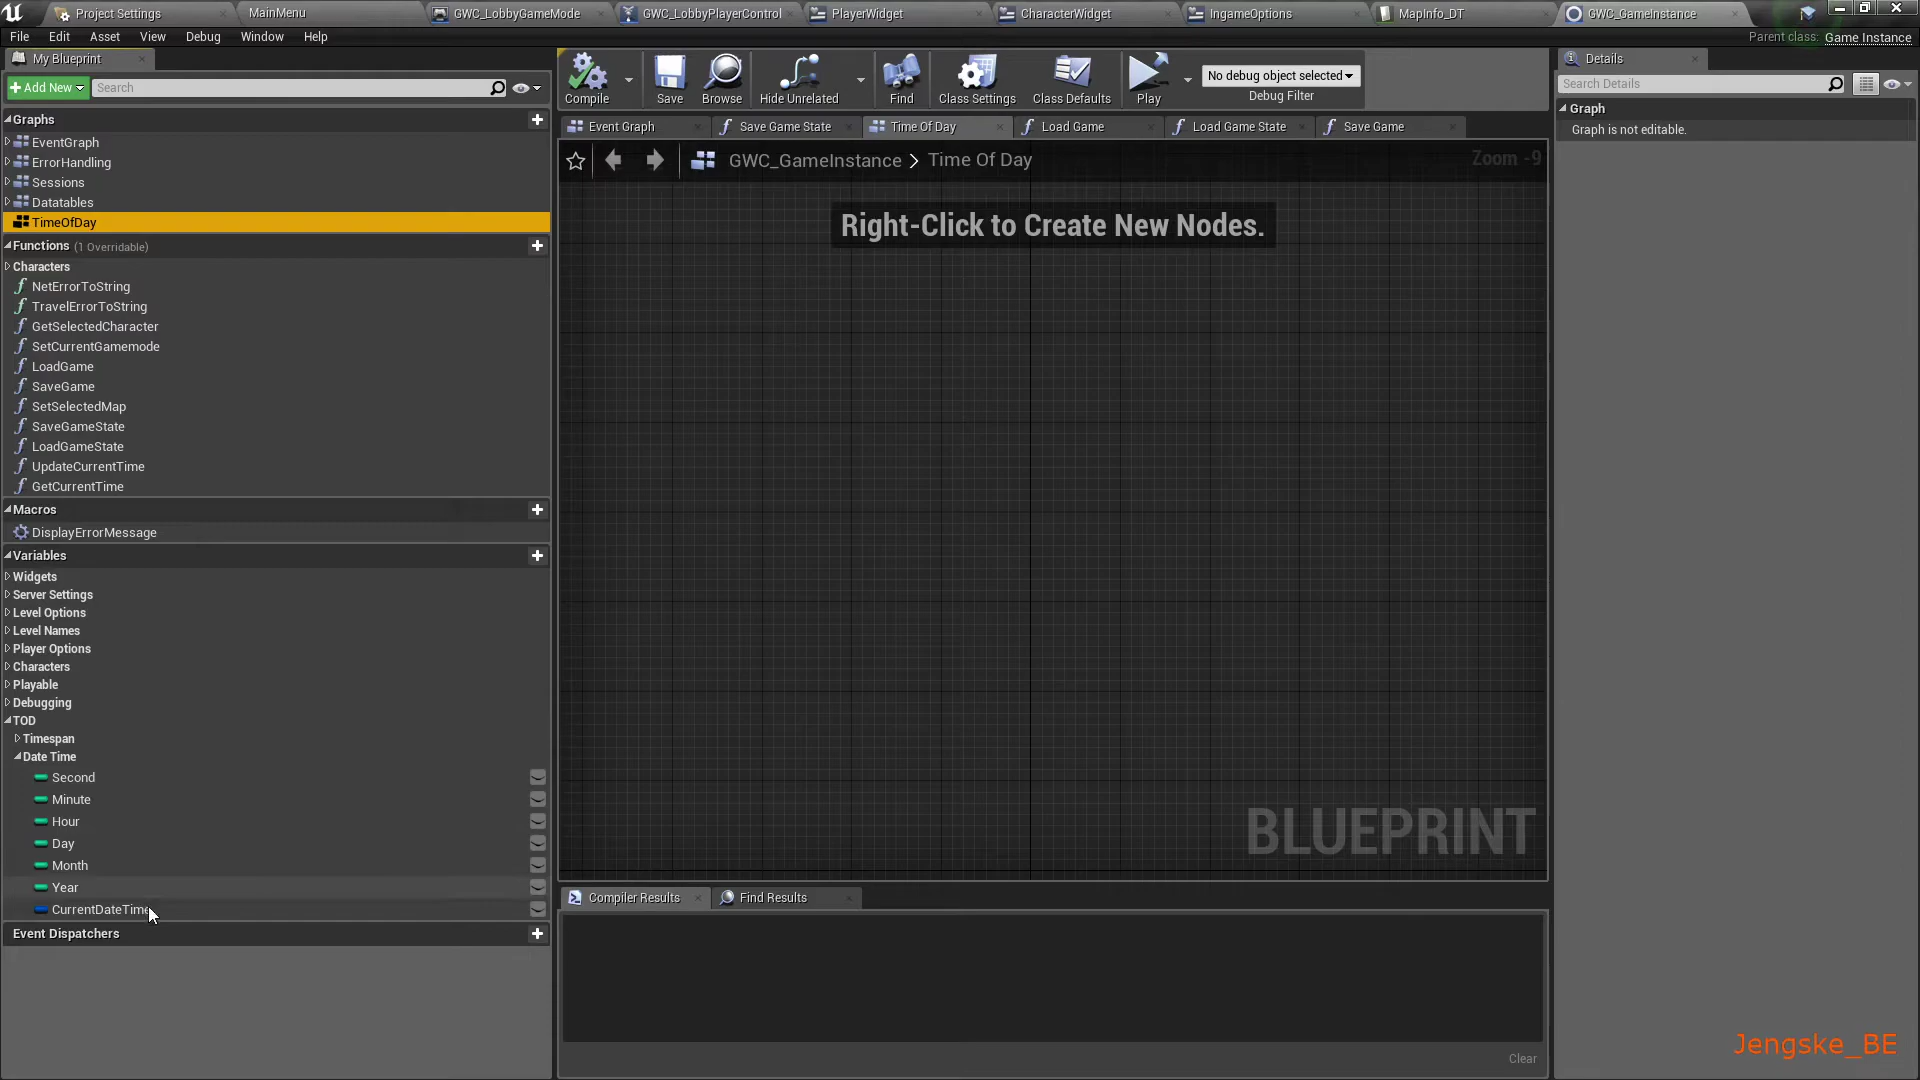 Project Settings
MainMenu
GWC_LobbyGameMode
GWC_LobbyPlayerControl
PlayerWidget
CharacterWidget
IngameOptions
MapInfo_DT
GWC_GameInstance
File
Edit
Asset
View
Debug
Window
Help
Parent class: Game Instance
My Blueprint
Add New
Search
Graphs
EventGraph
ErrorHandling
Sessions
Datatables
TimeOfDay
Functions (1 Overridable)
Characters
NetErrorToString
TravelErrorToString
GetSelectedCharacter
SetCurrentGamemode
LoadGame
SaveGame
SetSelectedMap
SaveGameState
LoadGameState
UpdateCurrentTime
GetCurrentTime
Macros
DisplayErrorMessage
Variables
Widgets
Server Settings
Level Options
Level Names
Player Options
Characters
Playable
Debugging
TOD
Timespan
Date Time
Second
Minute
Hour
Day
Month
Year
CurrentDateTime
Event Dispatchers
Compile
Save
Browse
Hide Unrelated
Find
Class Settings
Class Defaults
Play
No debug object selected
Debug Filter
Event Graph
Save Game State
Time Of Day
Load Game
Load Game State
Save Game
GWC_GameInstance > Time Of Day
Zoom -9
Right-Click to Create New Nodes.
BLUEPRINT
Compiler Results
Find Results
Clear
Details
Search Details
Graph
Graph is not editable.
Jengske_BE